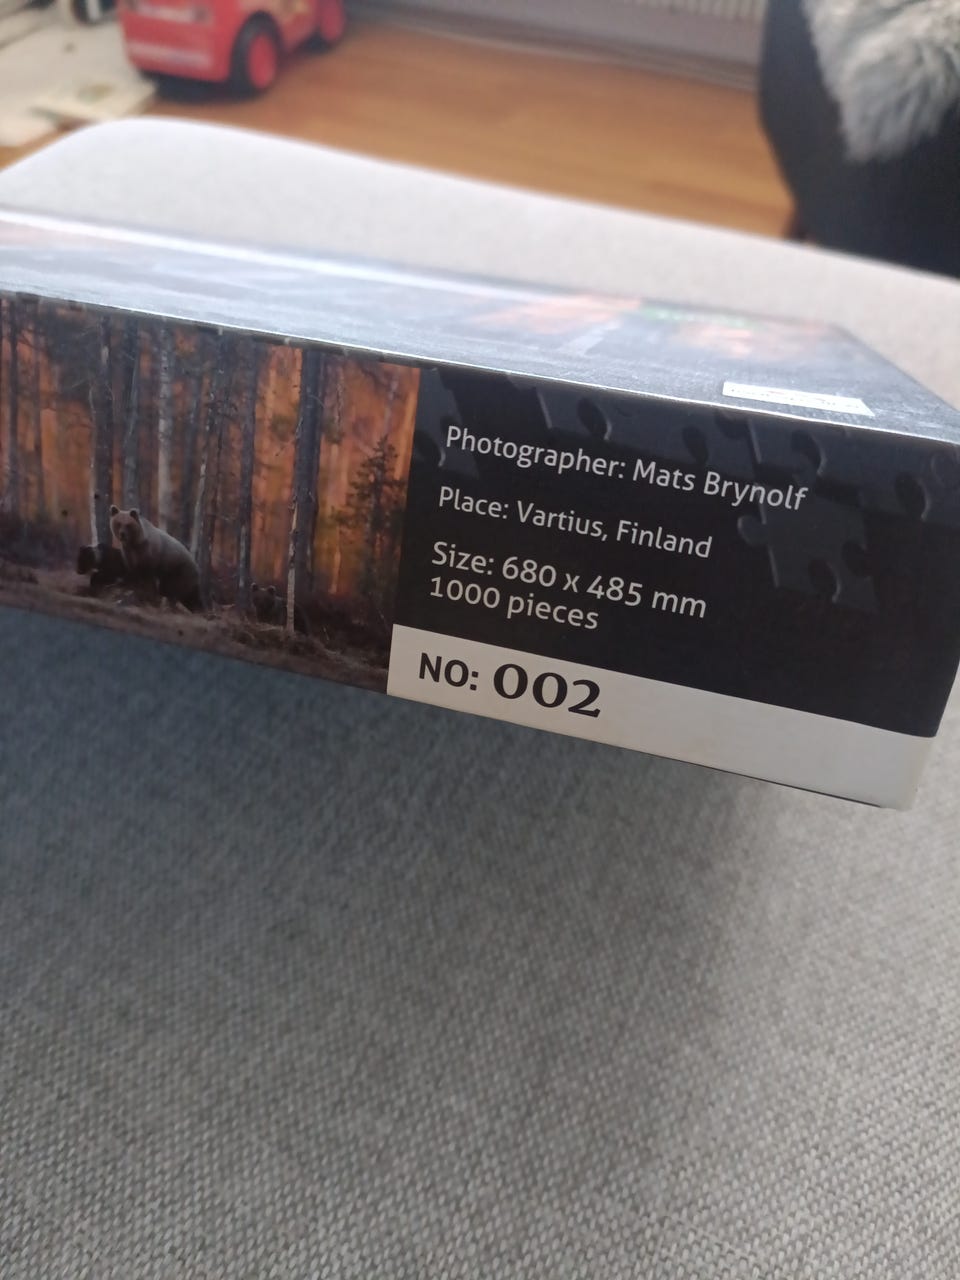 Photographer: Mats Brynolf
Place: Vartius, Finland
Size: 680 x 485 mm
1000 pieces
NO: 002